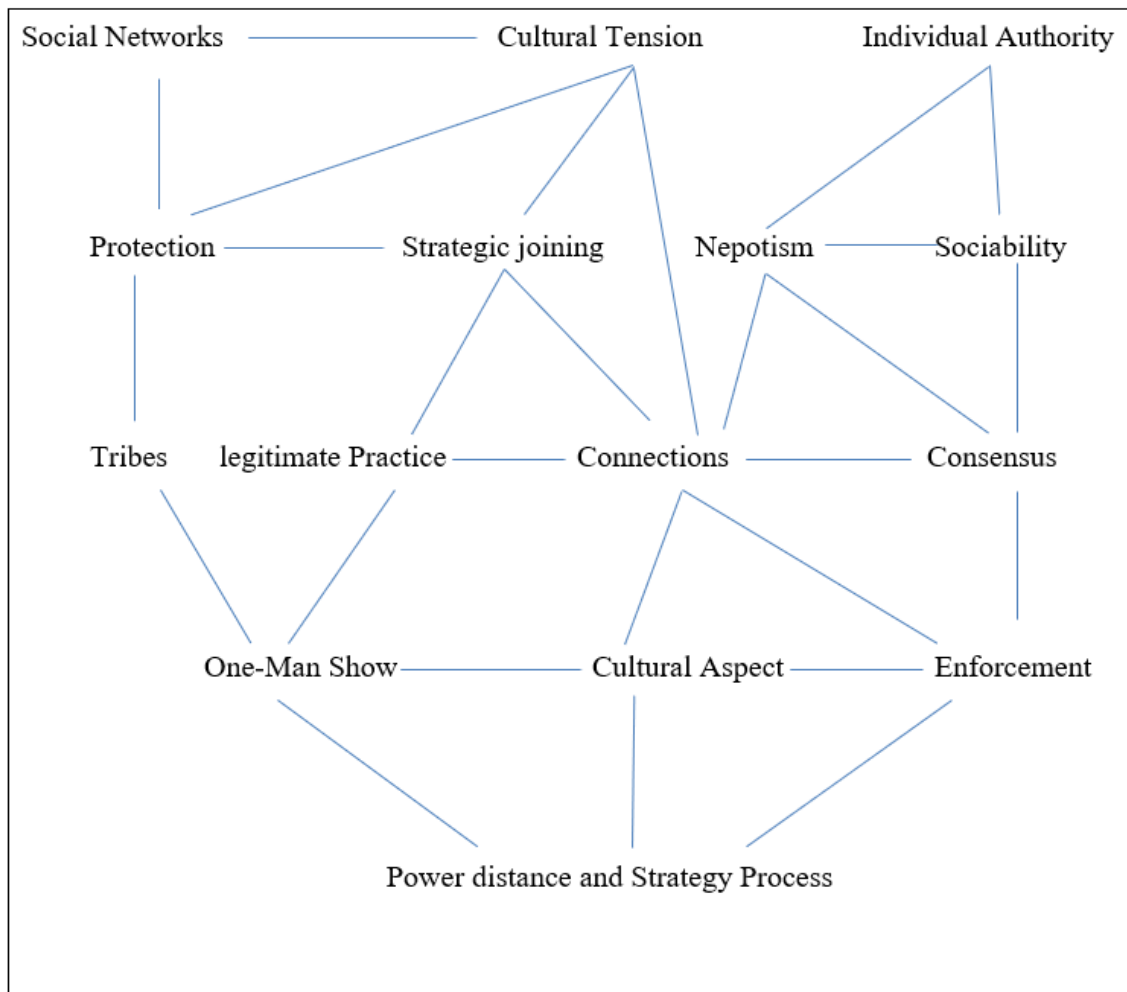 Social Networks Cultural Tension Individual Authority
Protection Strategic joining Nepotism Sociability
Tribes legitimate Practice Connections Consensus
One-Man Show Cultural Aspect Enforcement
Power distance and Strategy Process